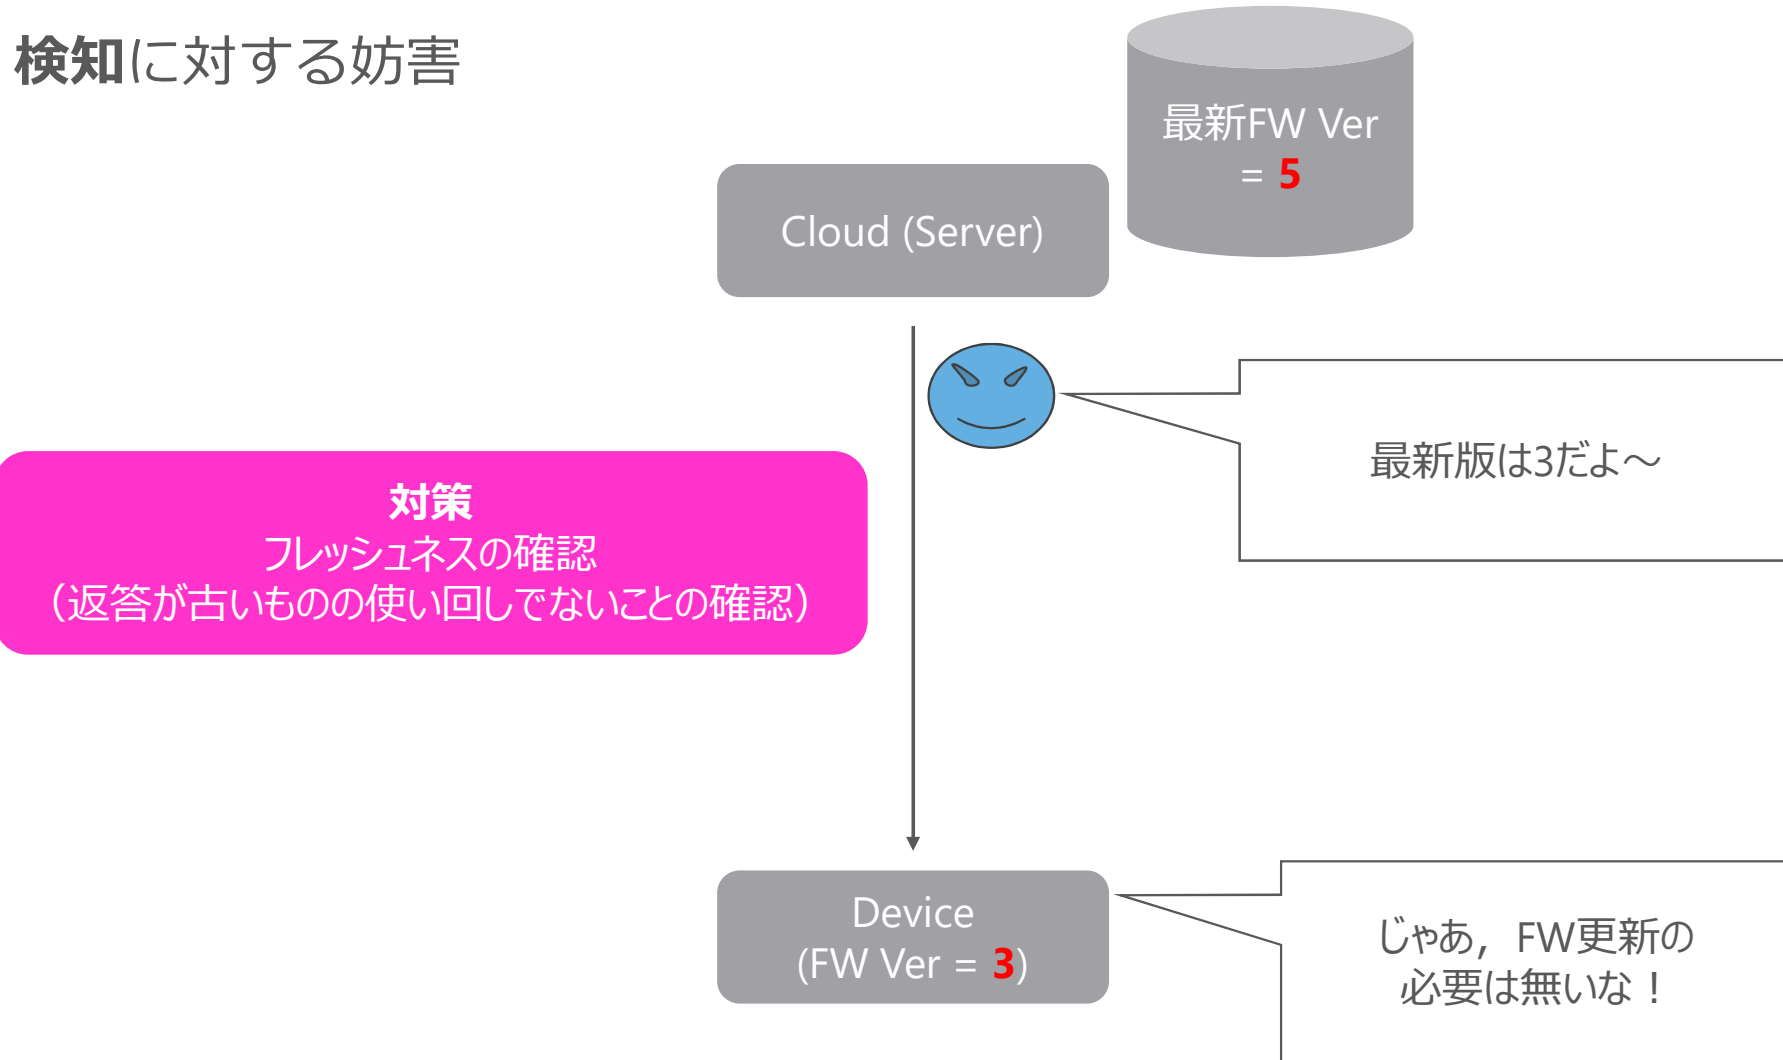 検知に対する妨害
最新FW Ver
= 5
Cloud (Server)
最新版は3だよ～
対策
フレッシュネスの確認
（返答が古いものの使い回しでないことの確認）
Device
(FW Ver = 3)
じゃあ，FW更新の
必要は無いな！